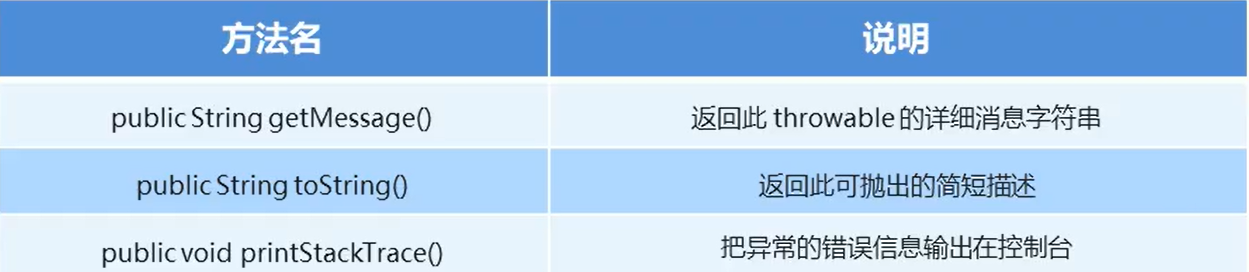 方法名 说明
public String getMessage() 返回此 throwable 的详细消息字符串
public String toString() 返回此可抛出的简短描述
public void printStackTrace() 把异常的错误信息输出在控制台